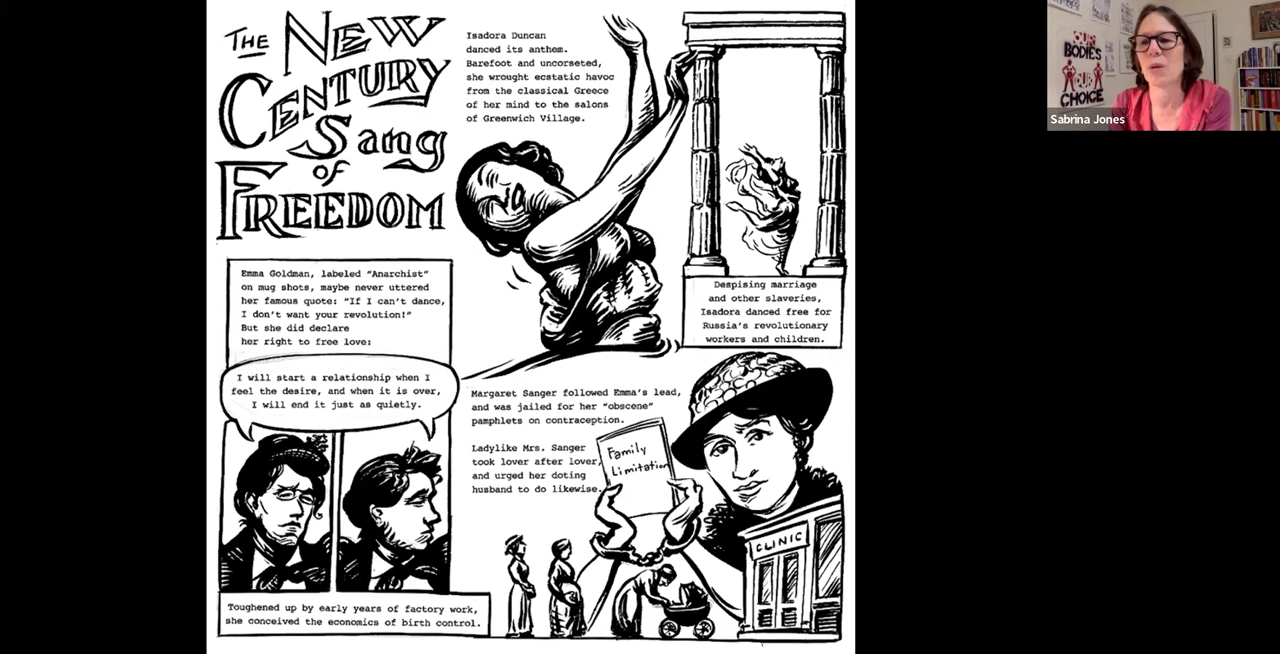 THE NEW
CENTURY
Sang
of
FREEDOM
Isadora Duncan
danced its anthem.
Barefoot and uncorseted,
she wrought ecstatic havoc
from the classical Greece
of her mind to the salons
of Greenwich Village.
Despising marriage
and other slaveries,
Isadora danced free for
Russia's revolutionary
workers and children.
Emma Goldman, labeled "Anarchist"
on mug shots, maybe never uttered
her famous quote: "If I can't dance,
I don't want your revolution!"
But she did declare
her right to free love:
I will start a relationship when I
feel the desire, and when it is over,
I will end it just as quietly.
Toughened up by early years of factory work,
she conceived the economics of birth control.
Margaret Sanger followed Emma's lead,
and was jailed for her "obscene"
pamphlets on contraception.
Ladylike Mrs. Sanger
took lover after lover,
and urged her doting
husband to do likewise.
Family
Limitation
CLINIC
OUR
BODIES
OUR
CHOICE
Sabrina Jones